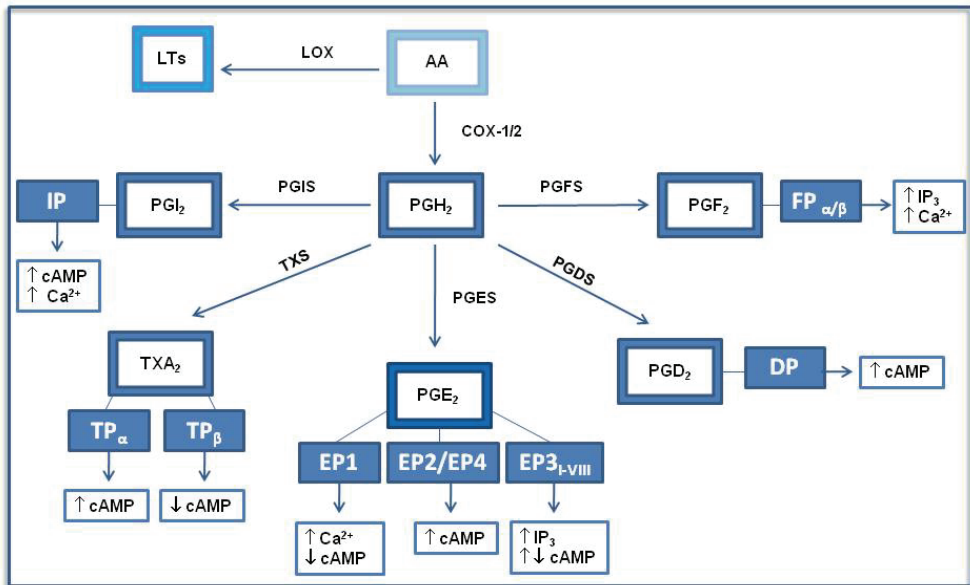 LTs
LOX
AA
COX-1/2
IP
PGI₂
PGIS
PGH₂
PGFS
PGF₂
FP α/β
↑ IP₃
↑ Ca²⁺
↑ cAMP
↑ Ca²⁺
TXS
PGES
PGDS
TXA₂
PGE₂
PGD₂
DP
↑ cAMP
TPα
TPβ
EP1
EP2/EP4
EP3I-VIII
↑ cAMP
↓ cAMP
↑ Ca²⁺
↓ cAMP
↑ cAMP
↑ IP₃
↑↓ cAMP